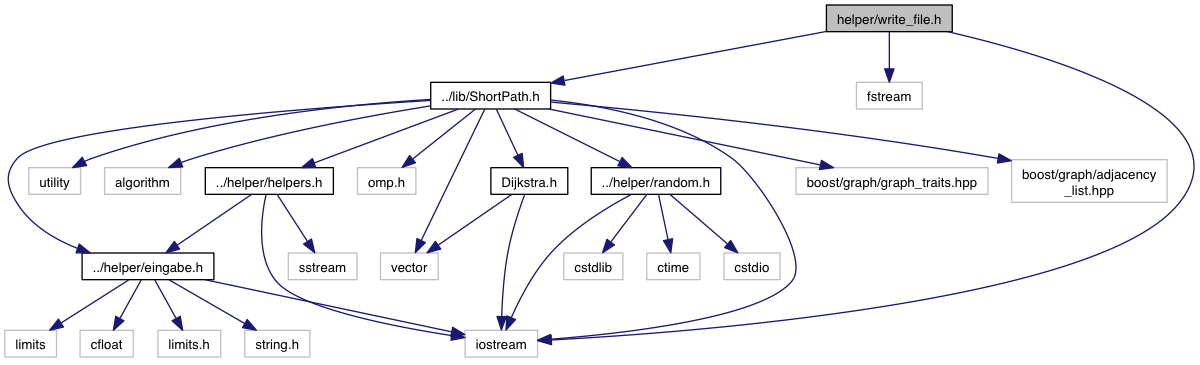 helper/write_file.h
../lib/ShortPath.h
fstream
utility
algorithm
../helper/helpers.h
omp.h
Dijkstra.h
../helper/random.h
boost/graph/graph_traits.hpp
boost/graph/adjacency
_list.hpp
../helper/eingabe.h
sstream
vector
cstdlib
ctime
cstdio
limits
cfloat
limits.h
string.h
iostream